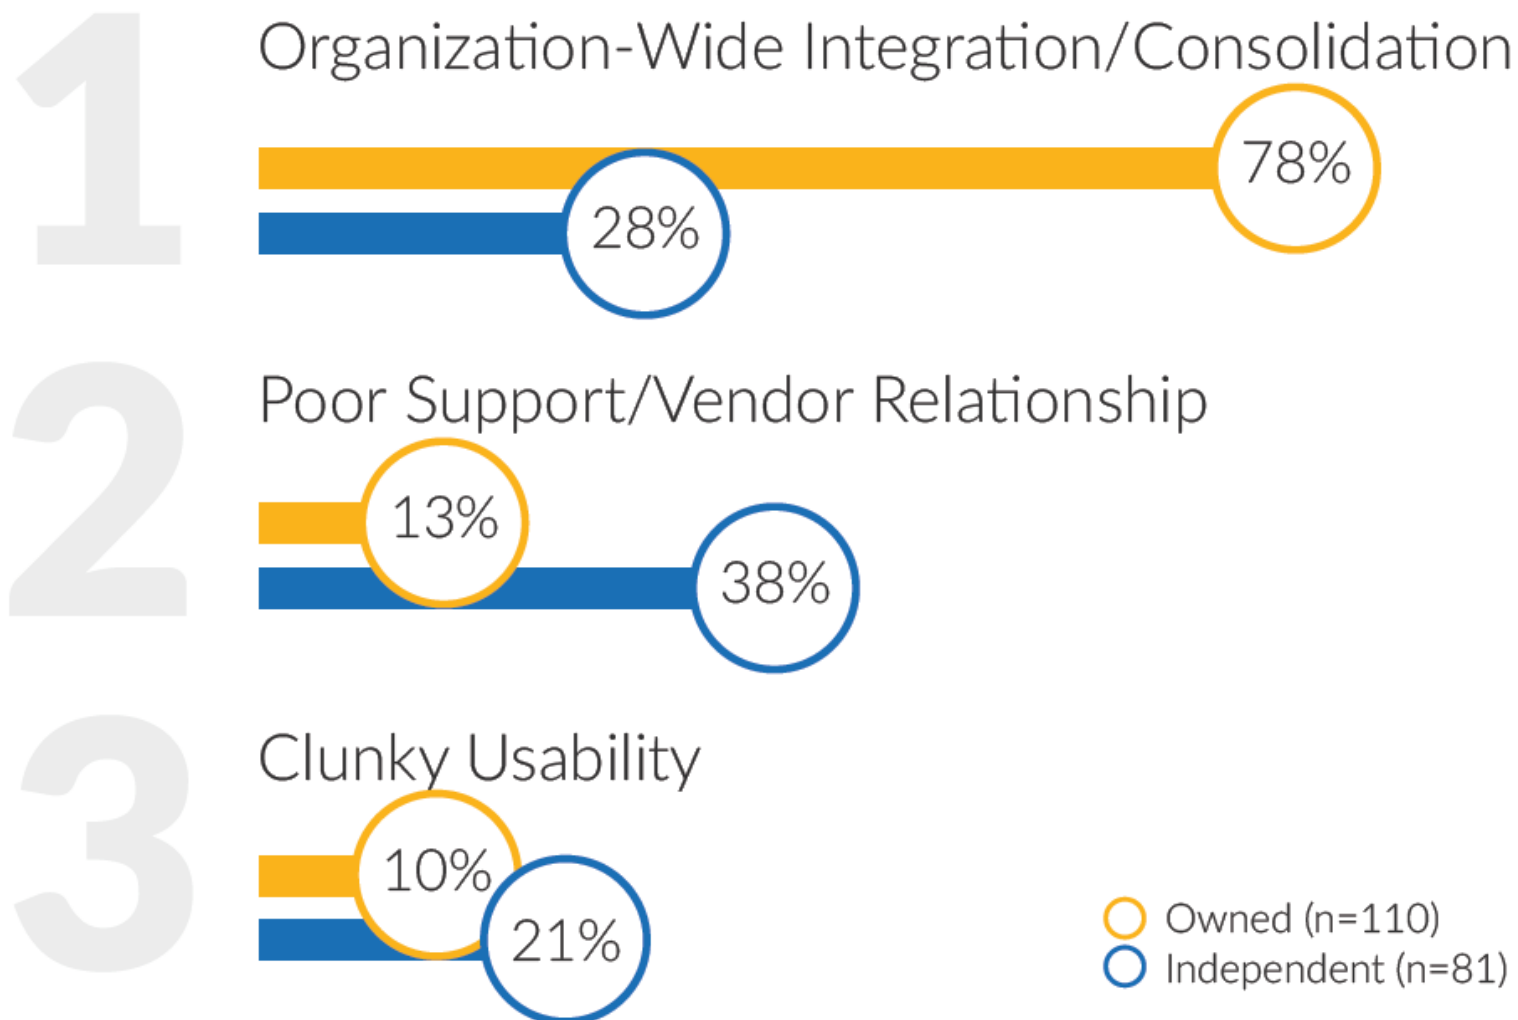 1
Organization-Wide Integration/Consolidation
78%
28%
2
Poor Support/Vendor Relationship
13%
38%
3
Clunky Usability
10%
21%
Owned (n=110)
Independent (n=81)